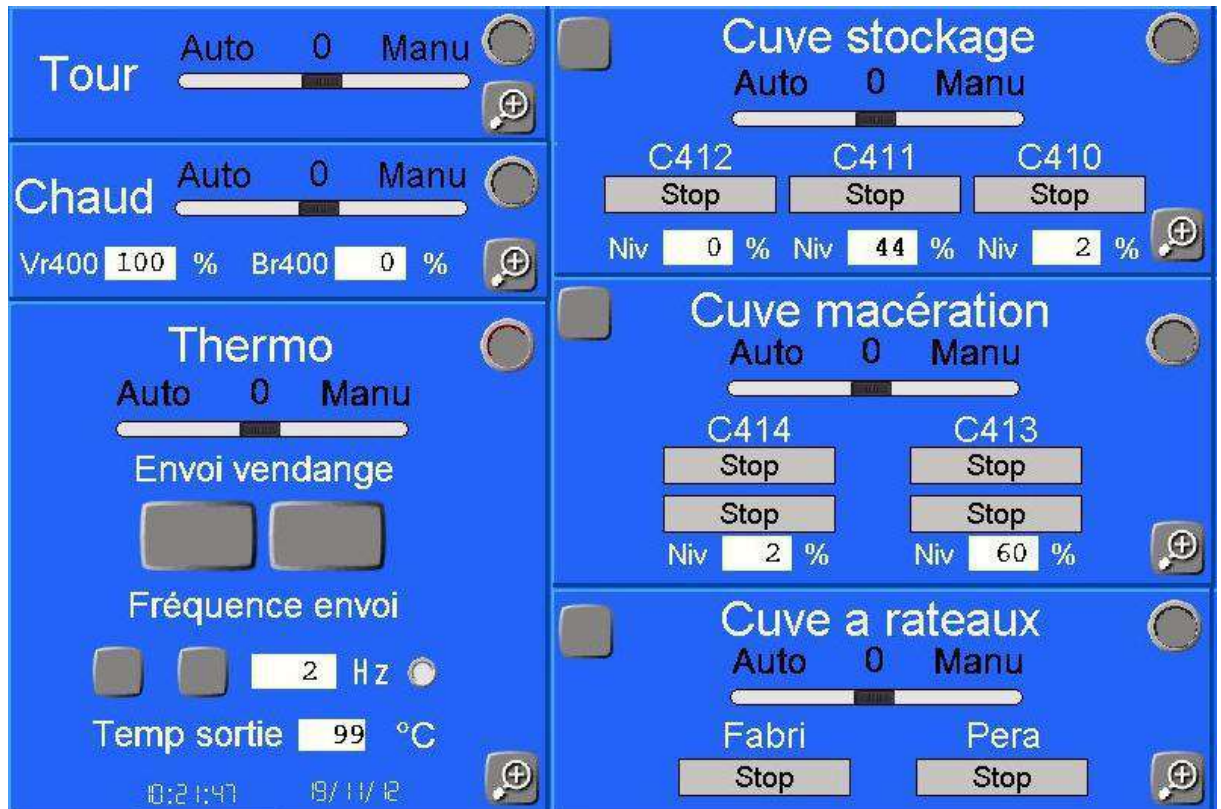 Tour
Auto 0 Manu
Chaud
Auto 0 Manu
Vr400 100 % Br400 0 %
Thermo
Auto 0 Manu
Envoi vendange
Fréquence envoi
2 Hz
Temp sortie 99 °C
10:21:47 19/11/12
Cuve stockage
Auto 0 Manu
C412 C411 C410
Stop Stop Stop
Niv 0 % Niv 44 % Niv 2 %
Cuve macération
Auto 0 Manu
C414 C413
Stop Stop
Stop Stop
Niv 2 % Niv 60 %
Cuve a rateaux
Auto 0 Manu
Fabri Pera
Stop Stop